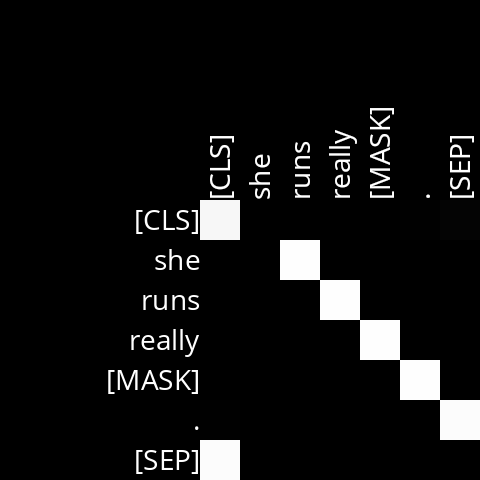 [CLS]
she
runs
really
[MASK]
.
[SEP]
[CLS]
she
runs
really
[MASK]
.
[SEP]